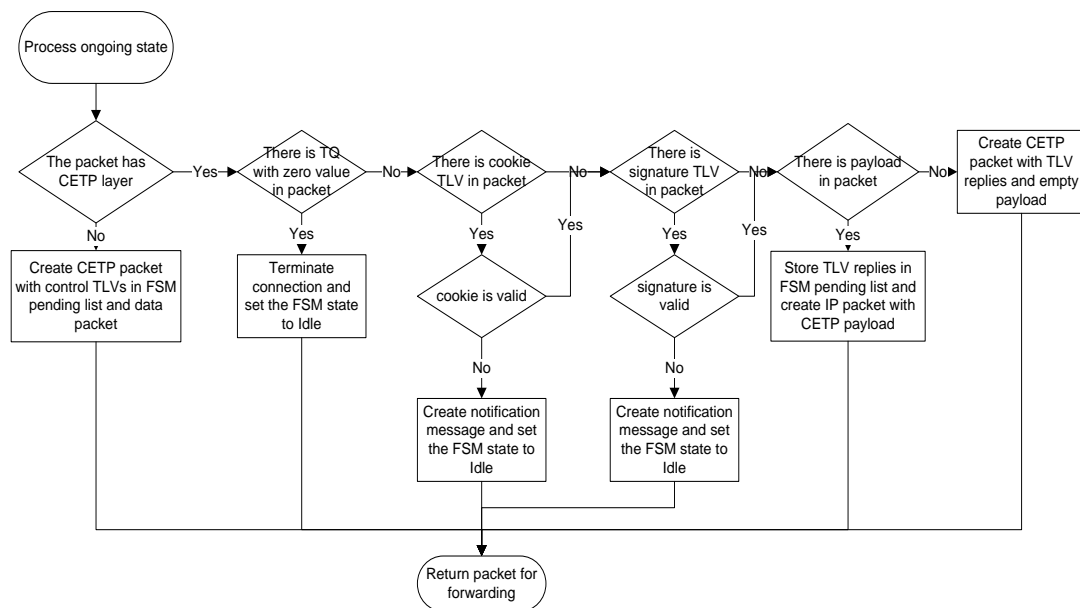 Process ongoing state
The packet has
CETP layer
Yes
There is TQ
with zero value
in packet
No
There is cookie
TLV in packet
No
There is
signature TLV
in packet
No
There is payload
in packet
No
Create CETP
packet with TLV
replies and empty
payload
No
Yes
Yes
Yes
Yes
Yes
Yes
Create CETP packet
with control TLVs in FSM
pending list and data
packet
Terminate
connection and
set the FSM state
to Idle
cookie is valid
signature is
valid
Store TLV replies in
FSM pending list and
create IP packet with
CETP payload
No
No
Create notification
message and set
the FSM state to
Idle
Create notification
message and set
the FSM state to
Idle
Return packet for
forwarding